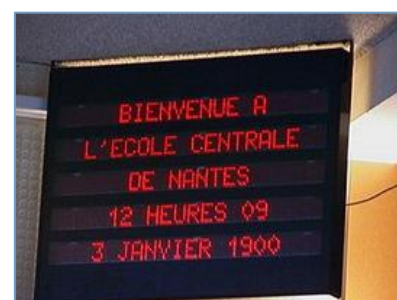 BIENVENUE A
L'ECOLE CENTRALE
DE NANTES
12 HEURES 09
3 JANVIER 1900